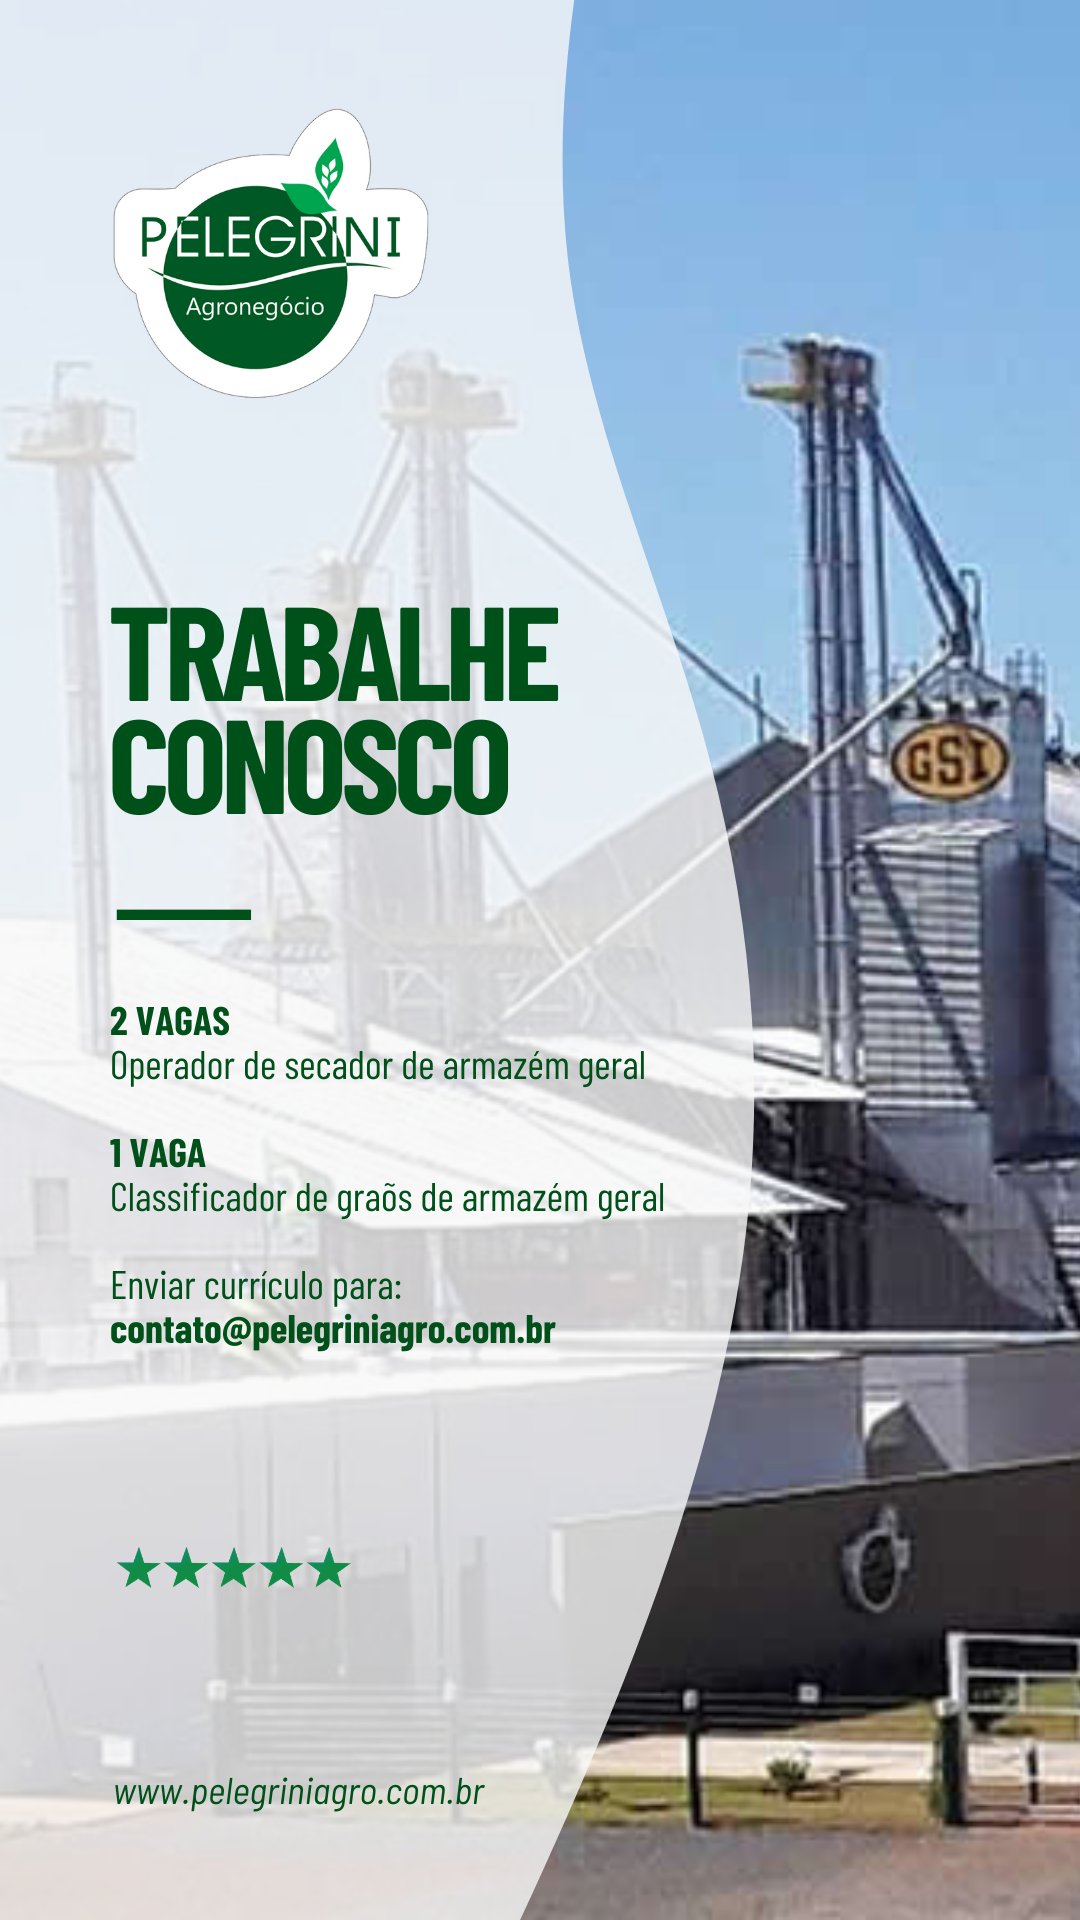 PELEGRINI
Agronegócio
GSI
TRABALHE
CONOSCO
2 VAGAS
Operador de secador de armazém geral
1 VAGA
Classificador de graõs de armazém geral
Enviar currículo para:
contato@pelegriniagro.com.br
www.pelegriniagro.com.br